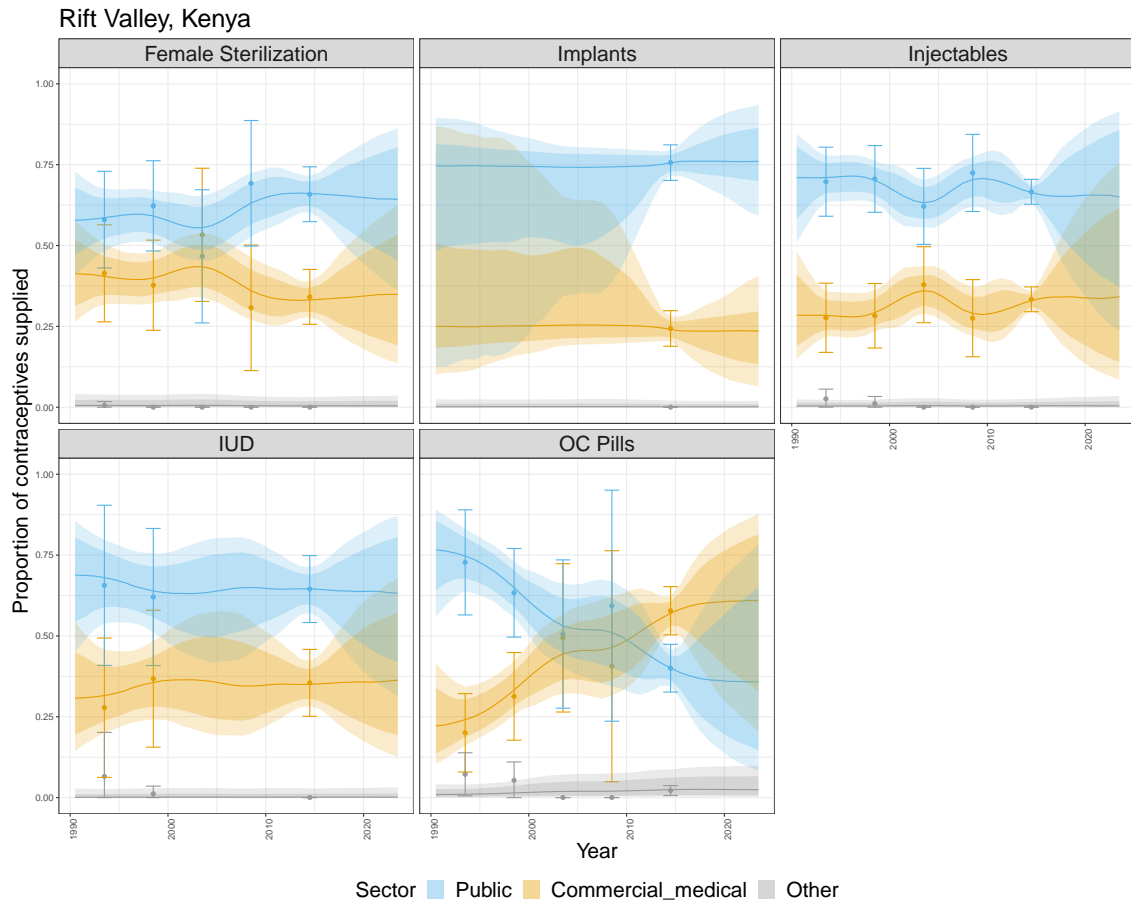 Rift Valley, Kenya
Female Sterilization
Implants
Injectables
1.00
0.75
0.50
0.25
0.00
1990
2000
2010
2020
IUD
OC Pills
1.00
0.75
0.50
0.25
0.00
1990
2000
2010
2020
1990
2000
2010
2020
Proportion of contraceptives supplied
Year
Sector Public Commercial_medical Other